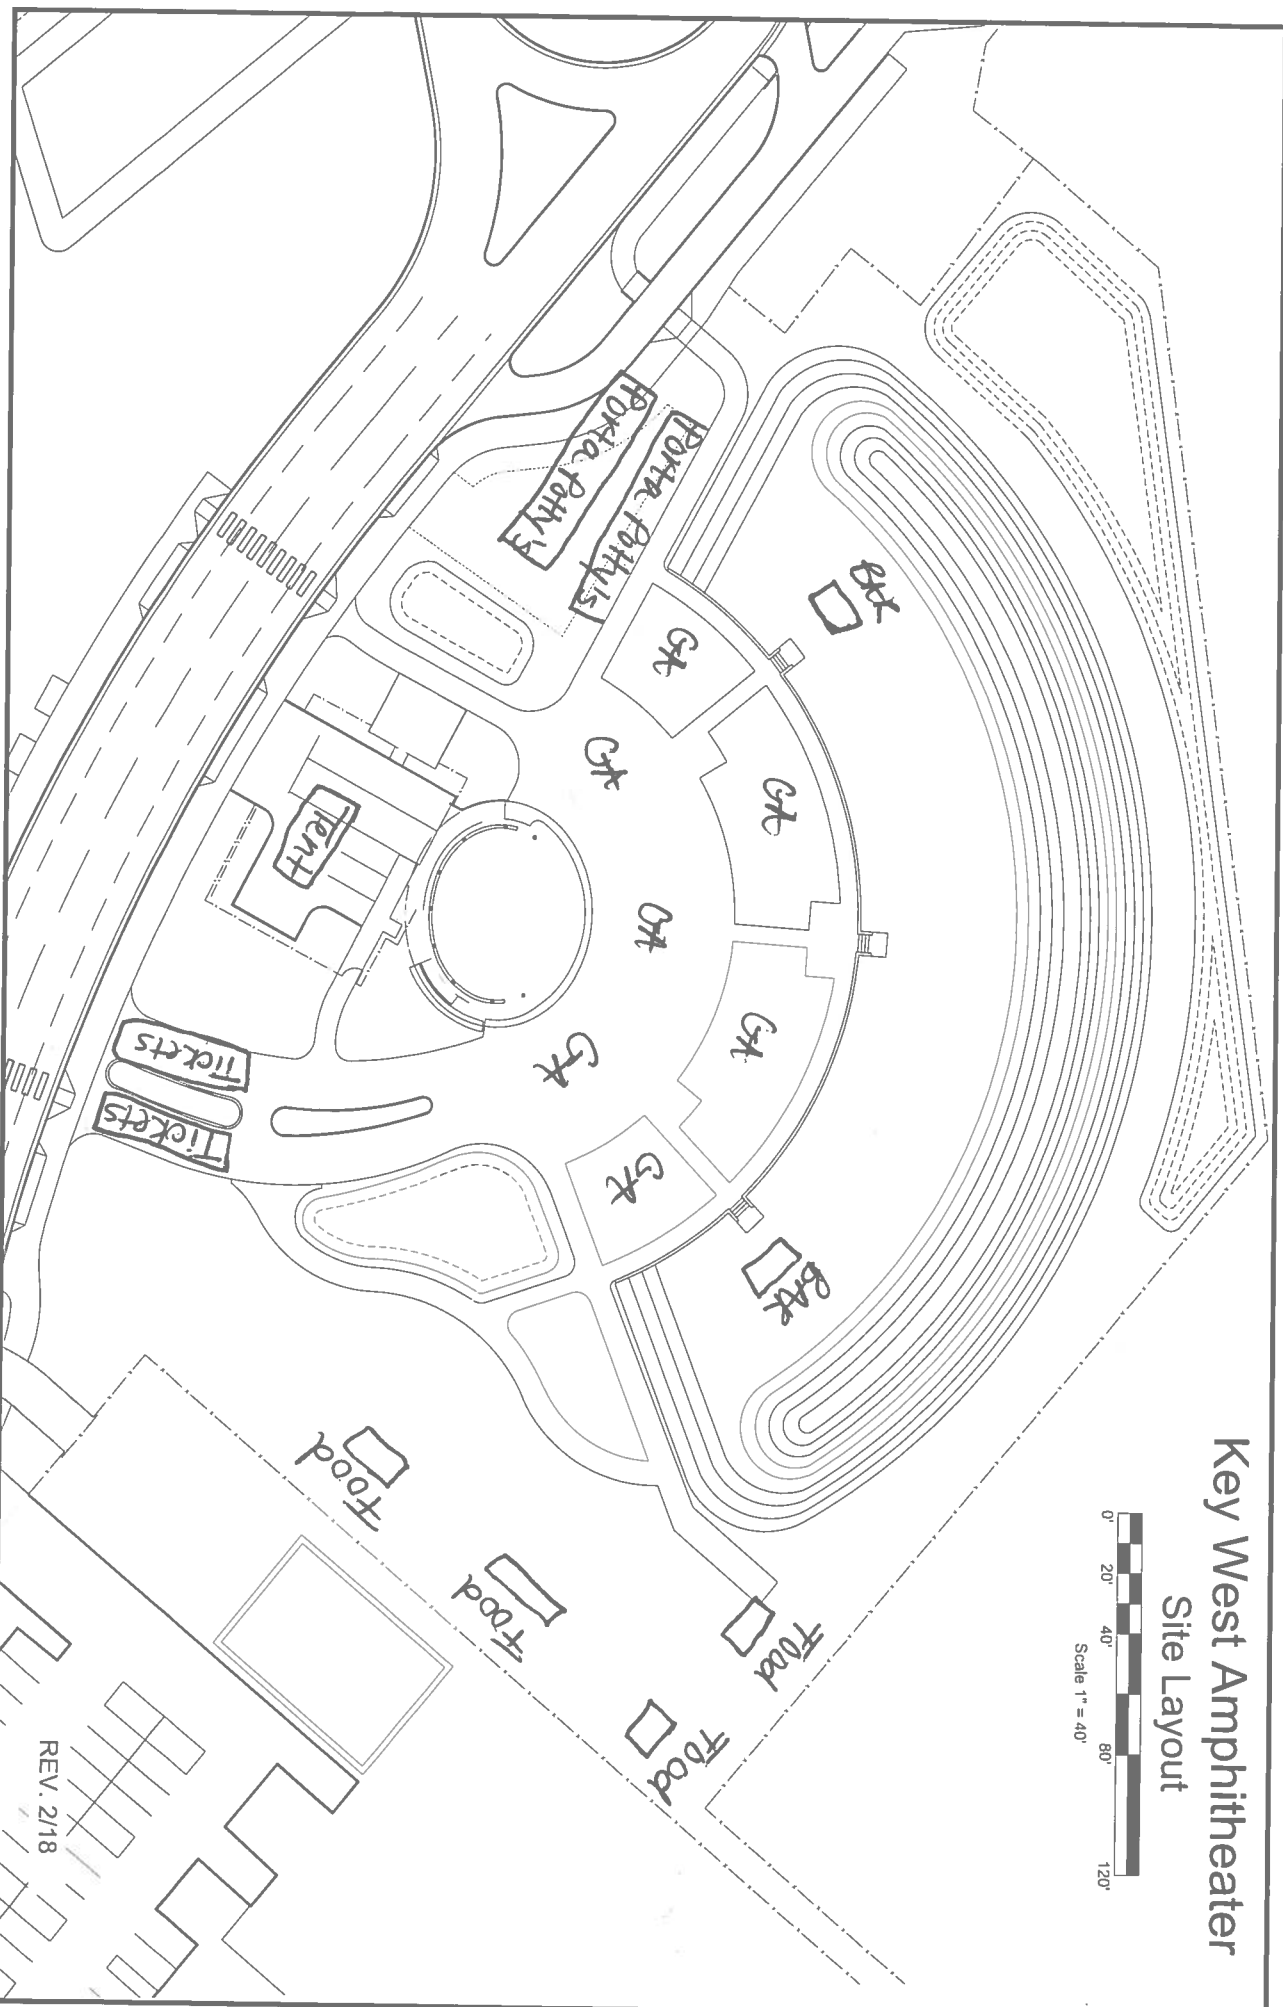 Key West Amphitheater
Site Layout
0' 20' 40' 80' 120'
Scale 1" = 40'
Porta Potty's
Porta Potty's
BAR
GA
GA
GA
Tent
GA
GA
GA
GA
Tickets
Tickets
BAR
Food
Food
Food
Food
REV. 2/18